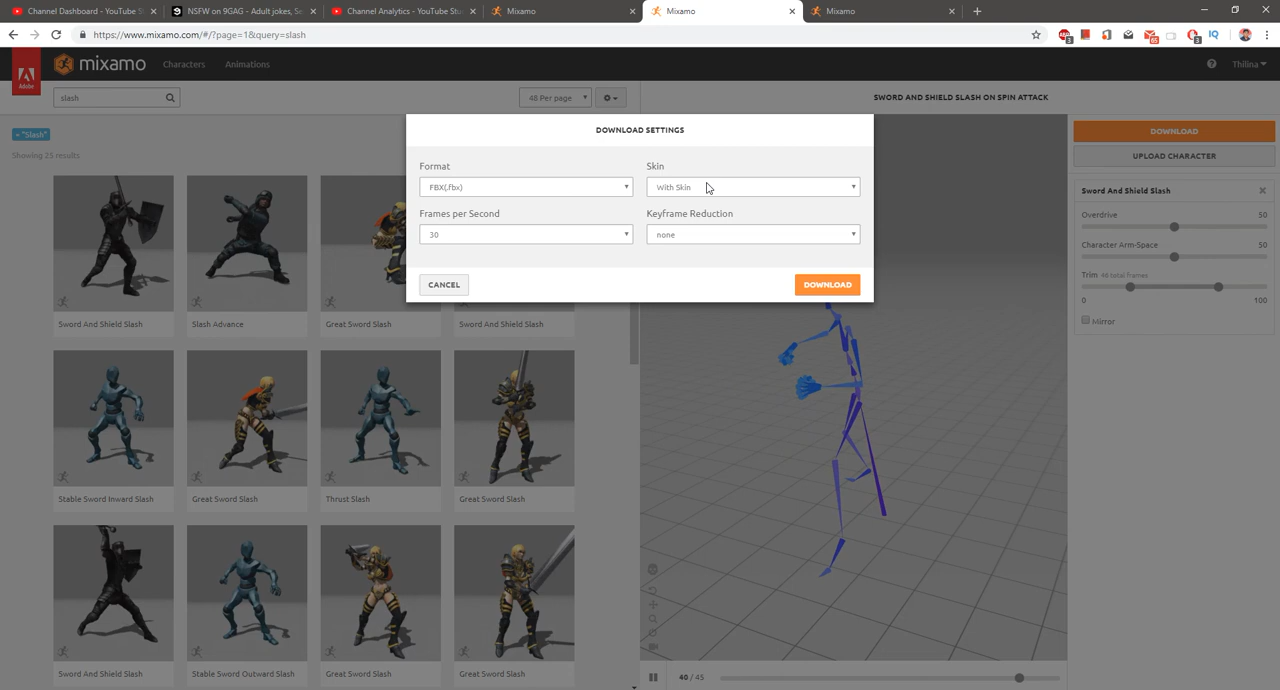 Channel Dashboard - YouTube St
NSFW on 9GAG - Adult jokes, Se
Channel Analytics - YouTube Stu
Mixamo
Mixamo
Mixamo
https://www.mixamo.com/#/?page=1&query=slash
Adobe
mixamo
Characters
Animations
Thilina
slash
48 Per page
SWORD AND SHIELD SLASH ON SPIN ATTACK
"Slash"
Showing 25 results
DOWNLOAD SETTINGS
Format
Skin
FBX(.fbx)
With Skin
Frames per Second
Keyframe Reduction
30
none
CANCEL
DOWNLOAD
DOWNLOAD
UPLOAD CHARACTER
Sword And Shield Slash
Overdrive
50
Character Arm-Space
50
Trim
46 total frames
0
100
Mirror
Sword And Shield Slash
Slash Advance
Great Sword Slash
Sword And Shield Slash
Stable Sword Inward Slash
Great Sword Slash
Thrust Slash
Great Sword Slash
Sword And Shield Slash
Stable Sword Outward Slash
Great Sword Slash
Great Sword Slash
40 / 45